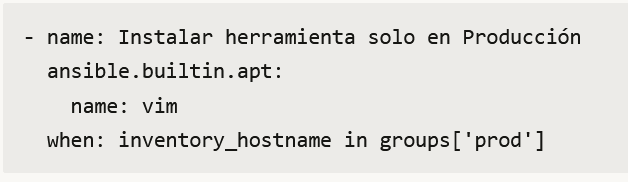 - name: Instalar herramienta solo en Producción
  ansible.builtin.apt:
    name: vim
  when: inventory_hostname in groups['prod']